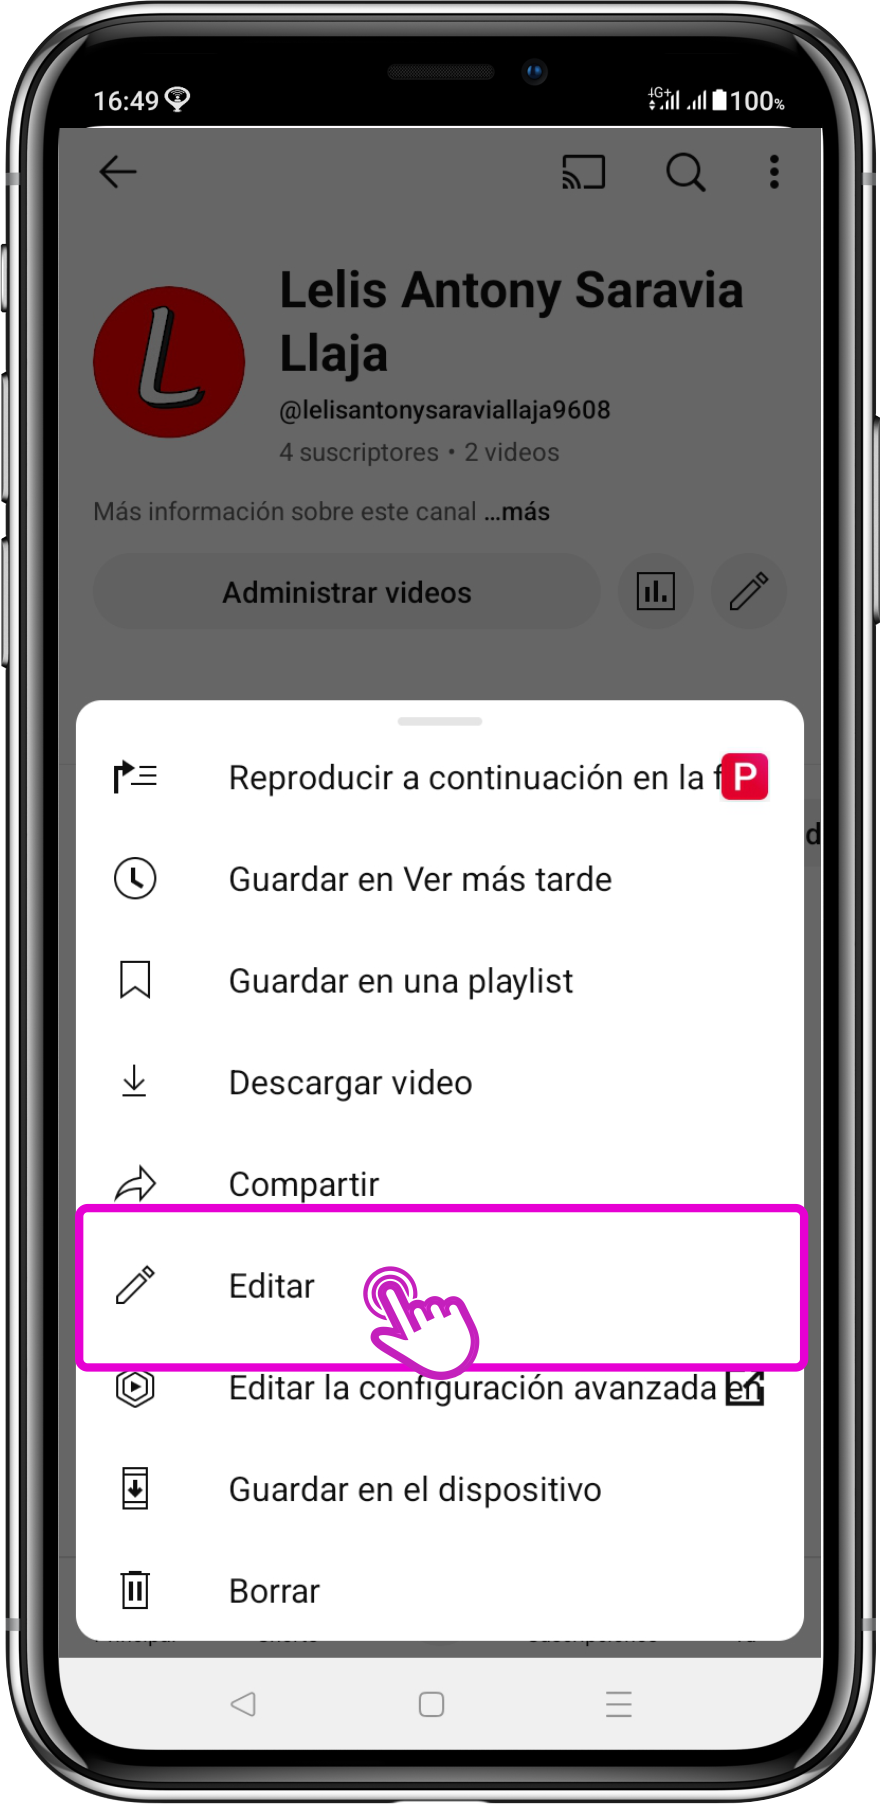 16:49
4G+
100%
Lelis Antony Saravia
Llaja
@lelisantonysaraviallaja9608
4 suscriptores • 2 videos
Más información sobre este canal ...más
Administrar videos
Reproducir a continuación en la f
P
d
Guardar en Ver más tarde
Guardar en una playlist
Descargar video
Compartir
Editar
Editar la configuración avanzada en
Guardar en el dispositivo
Borrar